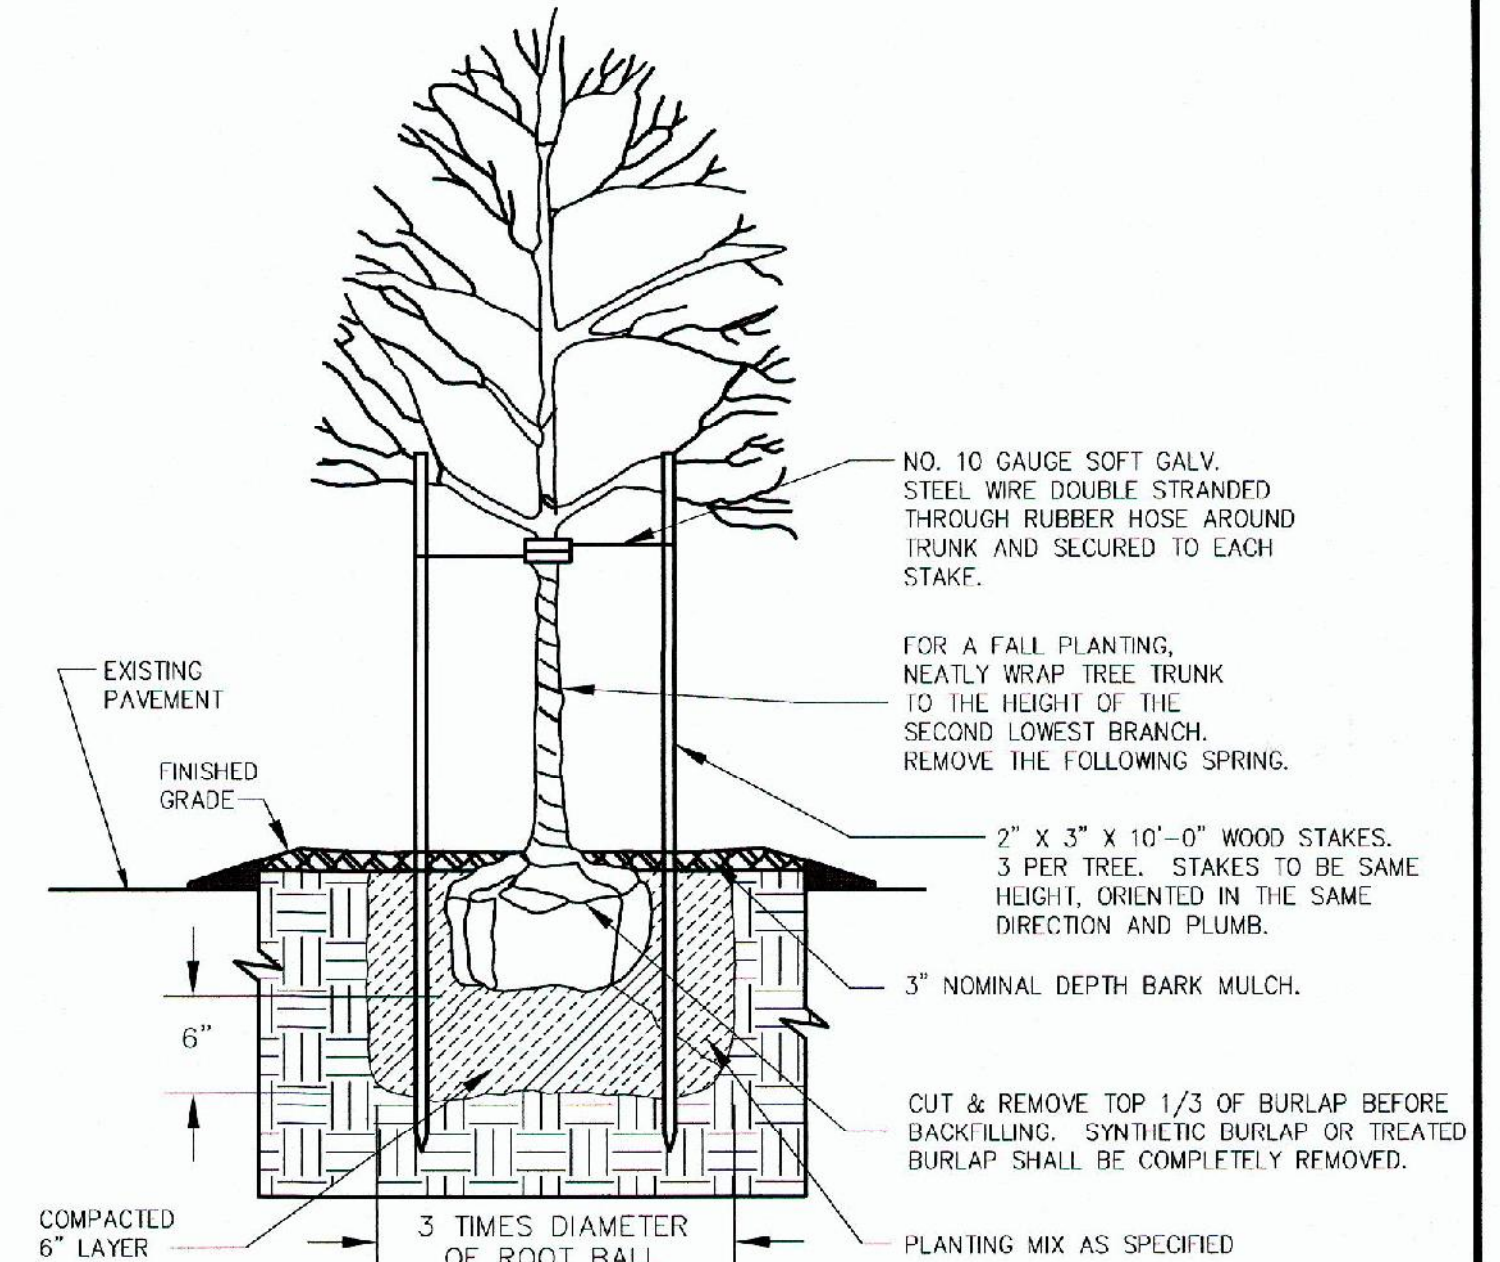 NO. 10 GAUGE SOFT GALV.
STEEL WIRE DOUBLE STRANDED
THROUGH RUBBER HOSE AROUND
TRUNK AND SECURED TO EACH
STAKE.
FOR A FALL PLANTING,
NEATLY WRAP TREE TRUNK
TO THE HEIGHT OF THE
SECOND LOWEST BRANCH.
REMOVE THE FOLLOWING SPRING.
EXISTING
PAVEMENT
FINISHED
GRADE
2" X 3" X 10'-0" WOOD STAKES.
3 PER TREE. STAKES TO BE SAME
HEIGHT, ORIENTED IN THE SAME
DIRECTION AND PLUMB.
3" NOMINAL DEPTH BARK MULCH.
6"
CUT & REMOVE TOP 1/3 OF BURLAP BEFORE
BACKFILLING. SYNTHETIC BURLAP OR TREATED
BURLAP SHALL BE COMPLETELY REMOVED.
COMPACTED
6" LAYER
3 TIMES DIAMETER
OF ROOT BALL
PLANTING MIX AS SPECIFIED